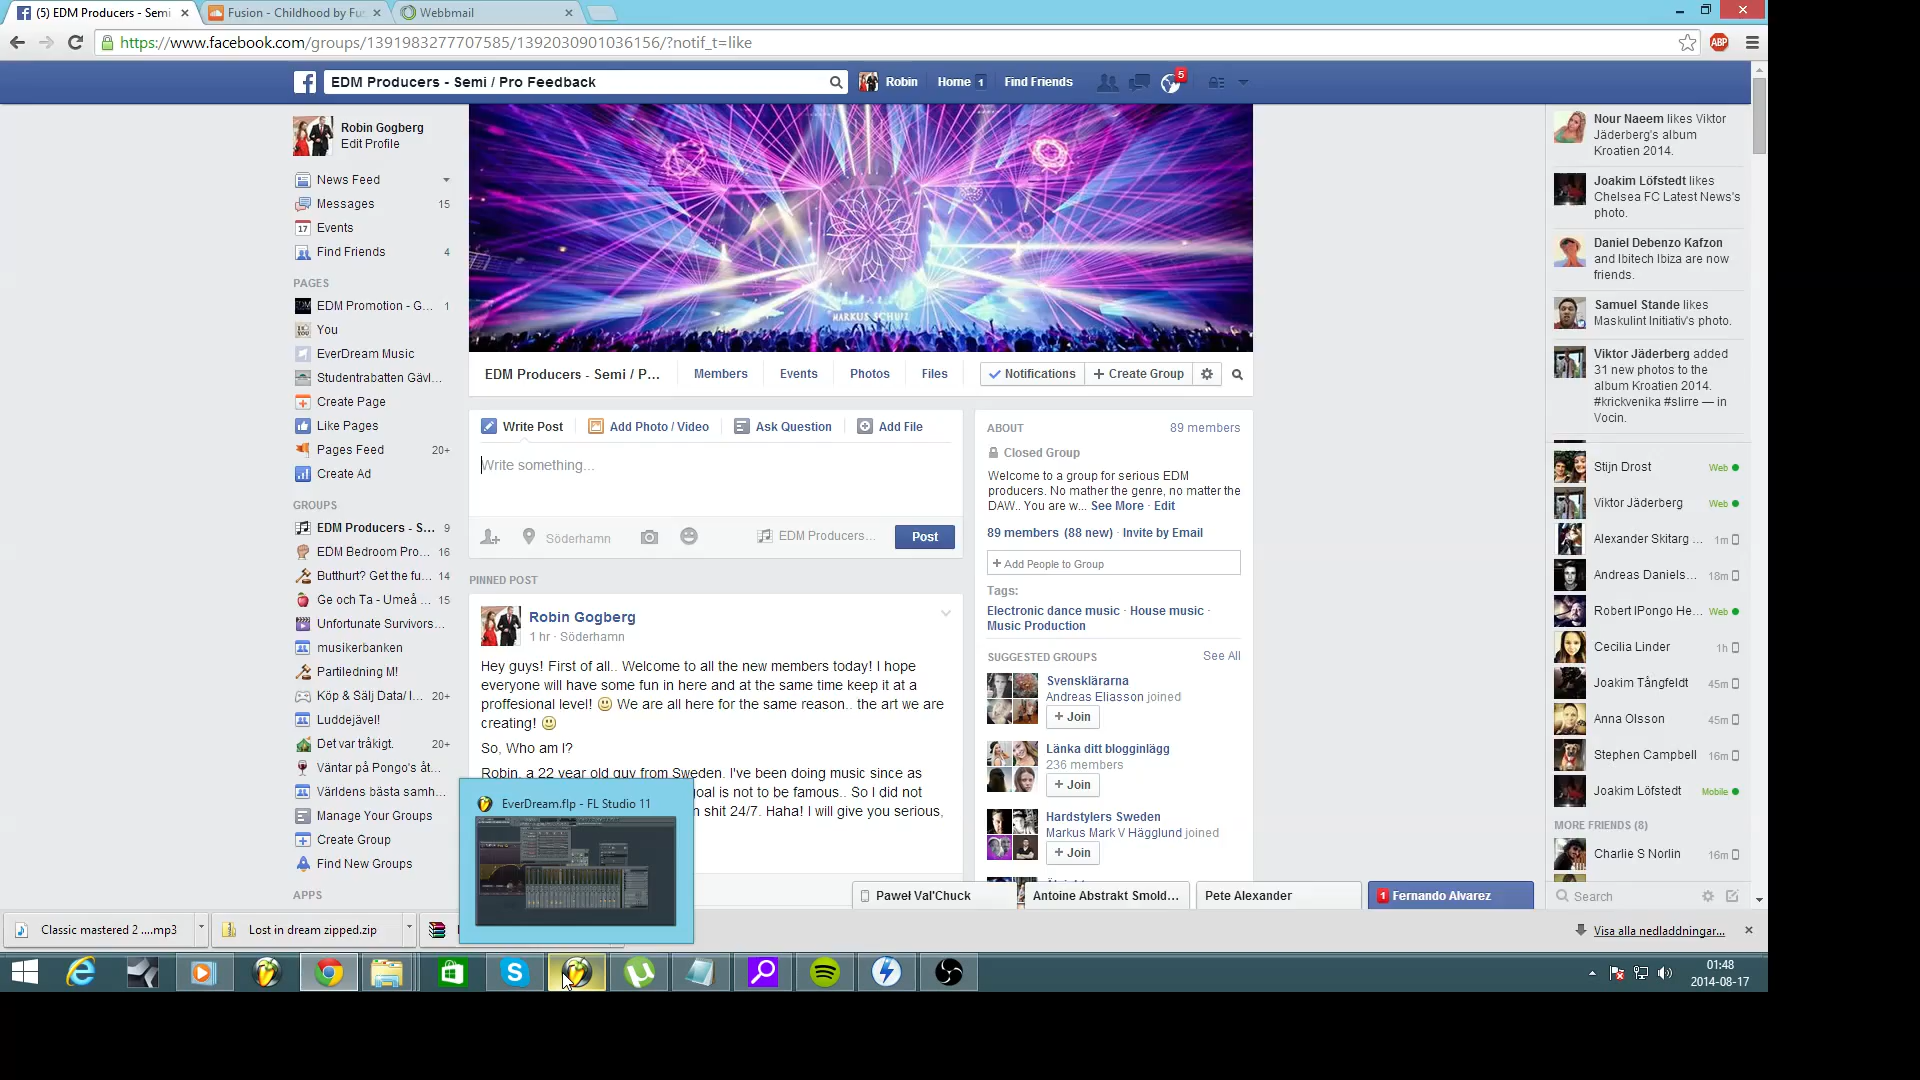 (5) EDM Producers - Semi
Fusion - Childhood by Fus
Webbmail
https://www.facebook.com/groups/1391983277707585/1392030901036156/?notif_t=like
ABP
EDM Producers - Semi / Pro Feedback
Robin
Home 1
Find Friends
5
Robin Gogberg
Edit Profile
News Feed
Messages 15
17 Events
Find Friends 4
PAGES
EDM Promotion - G... 1
You
EverDream Music
Studentrabatten Gävl...
Create Page
Like Pages
Pages Feed 20+
Create Ad
GROUPS
EDM Producers - S... 9
EDM Bedroom Pro... 16
Butthurt? Get the fu... 14
Ge och Ta - Umeå ... 15
Unfortunate Survivors...
musikerbanken
Partiledning M!
Köp & Sälj Data/ I... 20+
Luddejävel!
Det var tråkigt. 20+
Väntar på Pongo's åt...
Världens bästa samh...
Manage Your Groups
Create Group
Find New Groups
APPS
MARKUS SCHULZ
EDM Producers - Semi / P...
Members
Events
Photos
Files
Notifications
+ Create Group
Write Post
Add Photo / Video
Ask Question
Add File
Write something...
Söderhamn
EDM Producers...
Post
PINNED POST
Robin Gogberg
1 hr · Söderhamn
Hey guys! First of all.. Welcome to all the new members today! I hope
everyone will have some fun in here and at the same time keep it at a
proffesional level! We are all here for the same reason.. the art we are
creating!
So, Who am I?
Robin, a 22 year old guy from Sweden. I've been doing music since as
goal is not to be famous.. So I did not
shit 24/7. Haha! I will give you serious,
EverDream.flp - FL Studio 11
ABOUT 89 members
Closed Group
Welcome to a group for serious EDM
producers. No mather the genre, no matter the
DAW.. You are w... See More · Edit
89 members (88 new) · Invite by Email
+ Add People to Group
Tags:
Electronic dance music · House music ·
Music Production
SUGGESTED GROUPS See All
Svensklärarna
Andreas Eliasson joined
+ Join
Länka ditt blogginlägg
236 members
+ Join
Hardstylers Sweden
Markus Mark V Hägglund joined
+ Join
Nour Naeem likes Viktor
Jäderberg's album
Kroatien 2014.
Joakim Löfstedt likes
Chelsea FC Latest News's
photo.
Daniel Debenzo Kafzon
and Ibitech Ibiza are now
friends.
Samuel Stande likes
Maskulint Initiativ's photo.
Viktor Jäderberg added
31 new photos to the
album Kroatien 2014.
#krickvenika #slirre — in
Vocin.
Stijn Drost Web
Viktor Jäderberg Web
Alexander Skitarg ... 1m
Andreas Daniels... 18m
Robert IPongo He... Web
Cecilia Linder 1h
Joakim Tångfeldt 45m
Anna Olsson 45m
Stephen Campbell 16m
Joakim Löfstedt Mobile
MORE FRIENDS (8)
Charlie S Norlin 16m
Search
Paweł Val'Chuck
Antoine Abstrakt Smold...
Pete Alexander
1 Fernando Alvarez
Classic mastered 2 ....mp3
Lost in dream zipped.zip
Visa alla nedladdningar...
01:48
2014-08-17